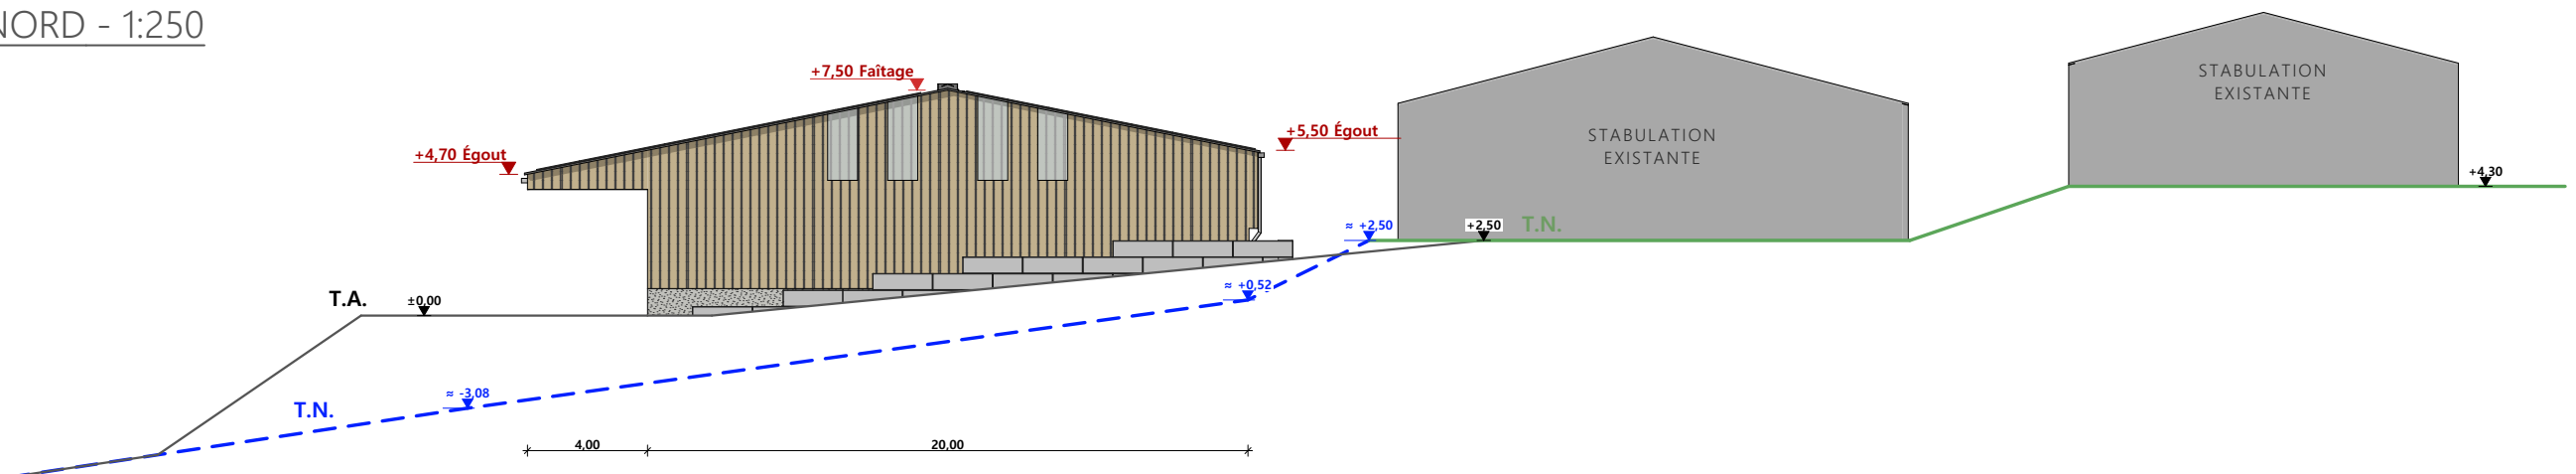 NORD - 1:250
+7,50 Faîtage
+4,70 Égout
+5,50 Égout
STABULATION
EXISTANTE
STABULATION
EXISTANTE
+4,30
≈ +2,50
+2,50
T.N.
T.A.
±0,00
≈ +0,52
≈ -3,08
T.N.
4,00
20,00